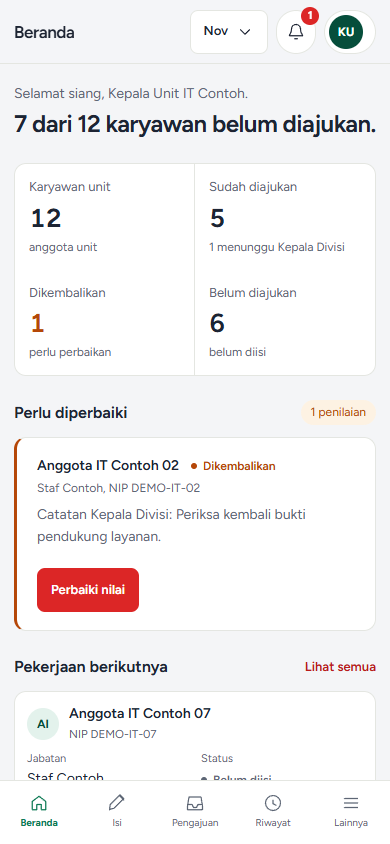 Beranda
Nov
1
KU
Selamat siang, Kepala Unit IT Contoh.
7 dari 12 karyawan belum diajukan.
Karyawan unit
12
anggota unit
Sudah diajukan
5
1 menunggu Kepala Divisi
Dikembalikan
1
perlu perbaikan
Belum diajukan
6
belum diisi
Perlu diperbaiki
1 penilaian
Anggota IT Contoh 02
Dikembalikan
Staf Contoh, NIP DEMO-IT-02
Catatan Kepala Divisi: Periksa kembali bukti
pendukung layanan.
Perbaiki nilai
Pekerjaan berikutnya
Lihat semua
AI
Anggota IT Contoh 07
NIP DEMO-IT-07
Jabatan
Status
Staf Contoh
Belum diisi
Beranda
Isi
Pengajuan
Riwayat
Lainnya